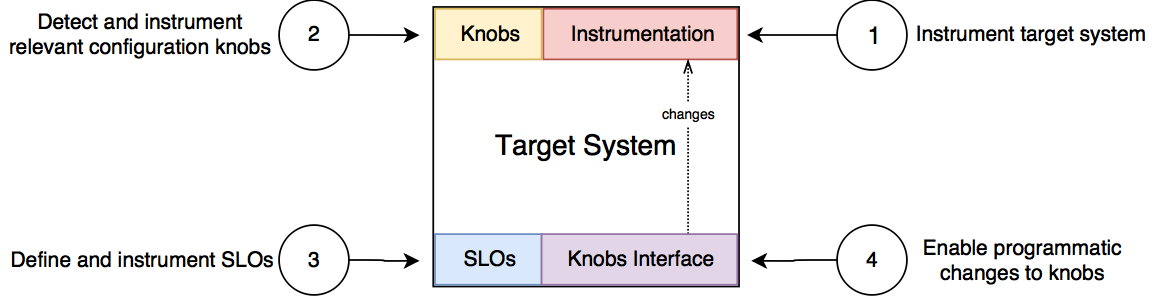 Detect and instrument
relevant configuration knobs
2
Knobs
Instrumentation
1
Instrument target system
changes
Target System
Define and instrument SLOs
3
SLOs
Knobs Interface
4
Enable programmatic
changes to knobs